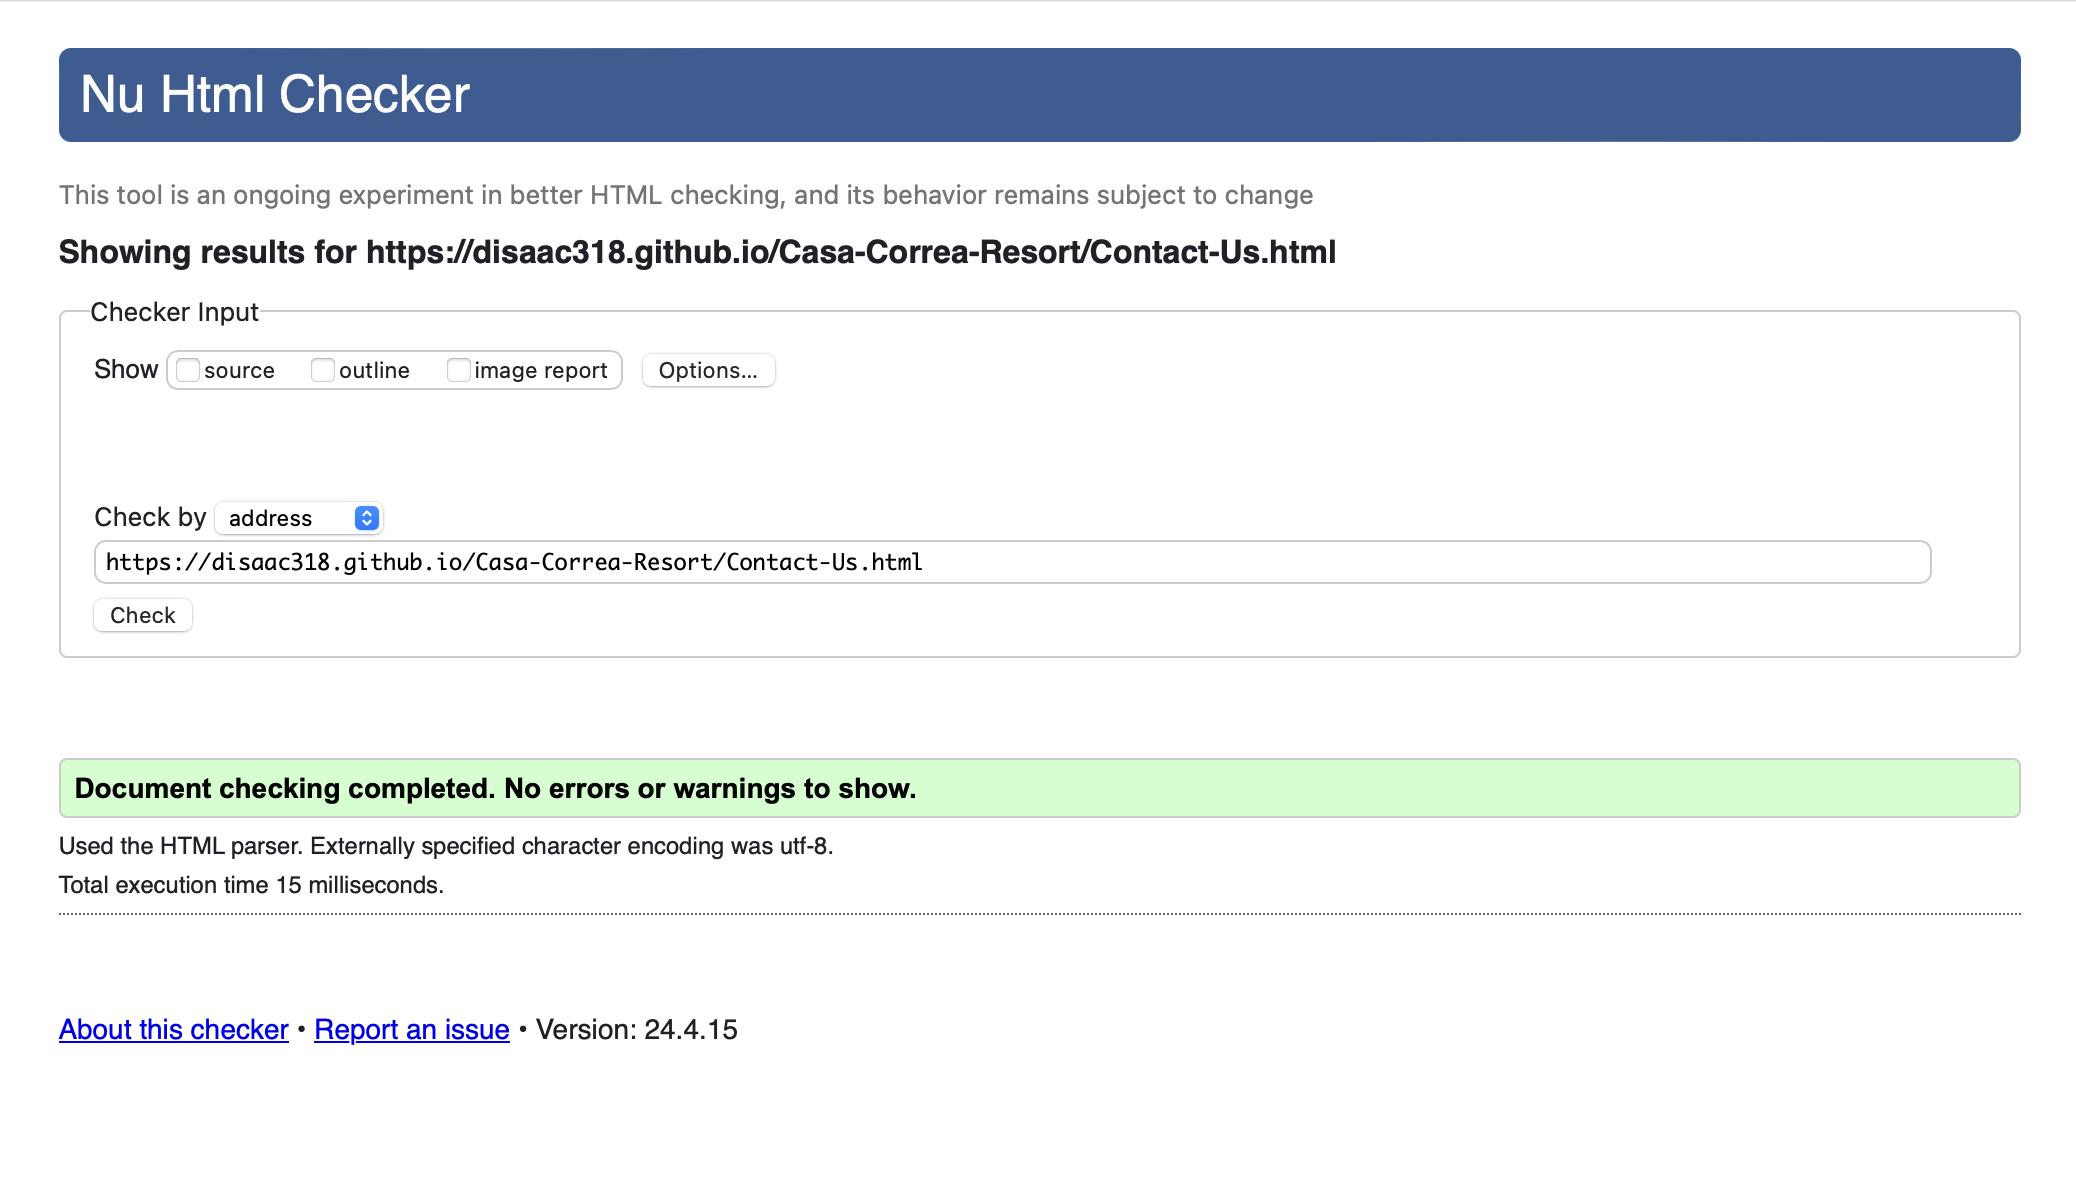 Nu Html Checker
This tool is an ongoing experiment in better HTML checking, and its behavior remains subject to change
Showing results for https://disaac318.github.io/Casa-Correa-Resort/Contact-Us.html
Checker Input
Show source outline image report Options...
Check by address
https://disaac318.github.io/Casa-Correa-Resort/Contact-Us.html
Check
Document checking completed. No errors or warnings to show.
Used the HTML parser. Externally specified character encoding was utf-8.
Total execution time 15 milliseconds.
About this checker • Report an issue • Version: 24.4.15